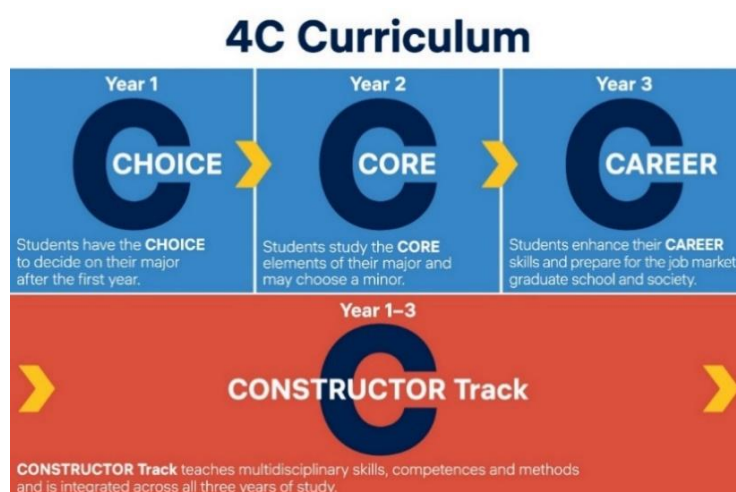 4C Curriculum
Year 1
CHOICE
Students have the CHOICE
to decide on their major
after the first year.
Year 2
CORE
Students study the CORE
elements of their major and
may choose a minor.
Year 3
CAREER
Students enhance their CAREER
skills and prepare for the job market
graduate school and society.
Year 1–3
CONSTRUCTOR Track
CONSTRUCTOR Track teaches multidisciplinary skills, competences and methods
and is integrated across all three years of study.